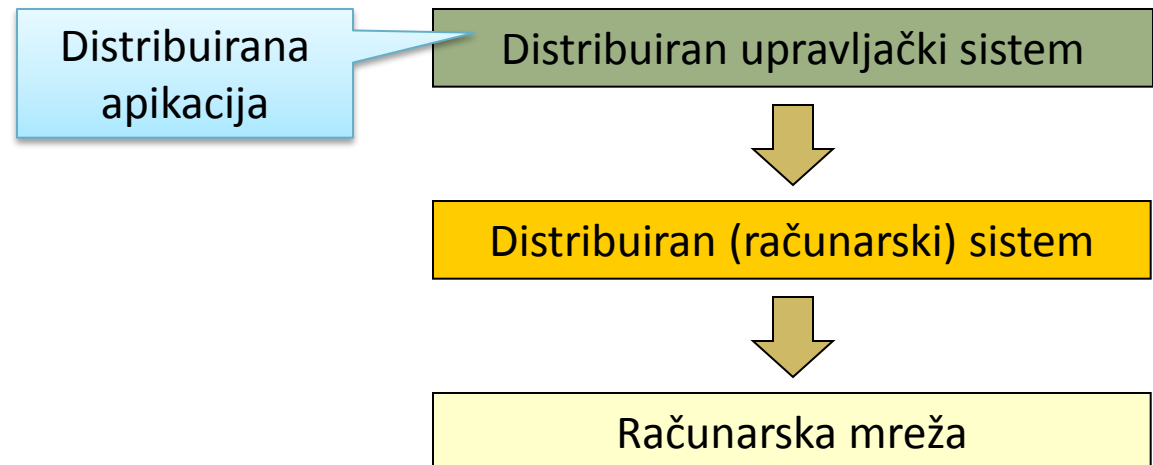 Distribuirana
apikacija
Distribuiran upravljački sistem
Distribuiran (računarski) sistem
Računarska mreža